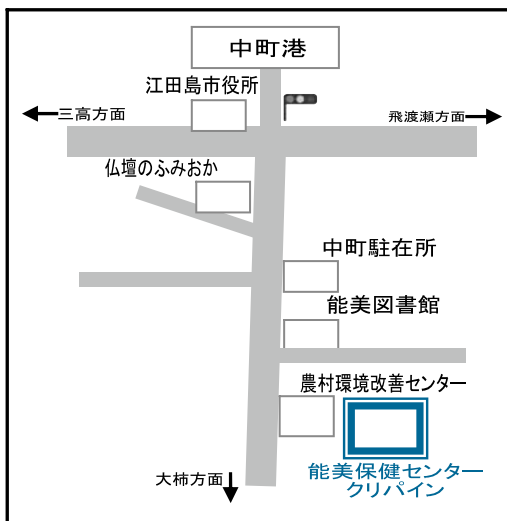 中町港
江田島市役所
三高方面
飛渡瀬方面
仏壇のふみおか
中町駐在所
能美図書館
農村環境改善センター
能美保健センター
クリパイン
大柿方面